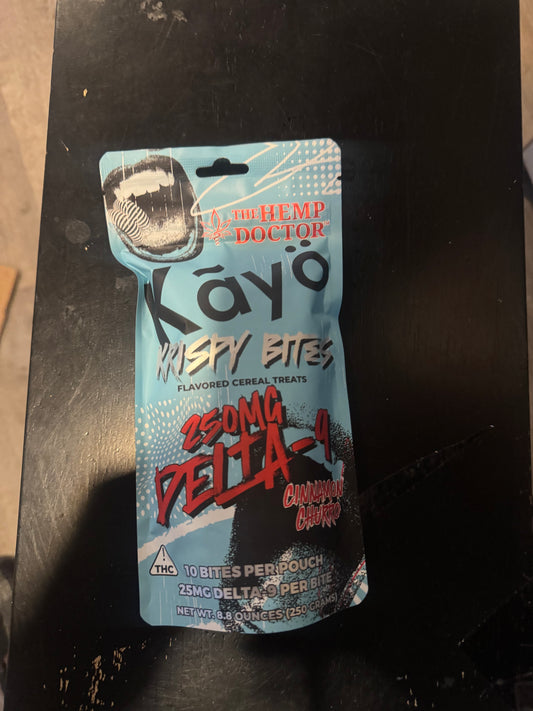 THE HEMP
DOCTOR
Kāyö
KRISPY BITES
FLAVORED CEREAL TREATS
250MG
DELTA-9
CINNAMON
CHURRO
THC
10 BITES PER POUCH
25MG DELTA-9 PER BITE
NET WT. 8.8 OUNCES (250 GRAMS)